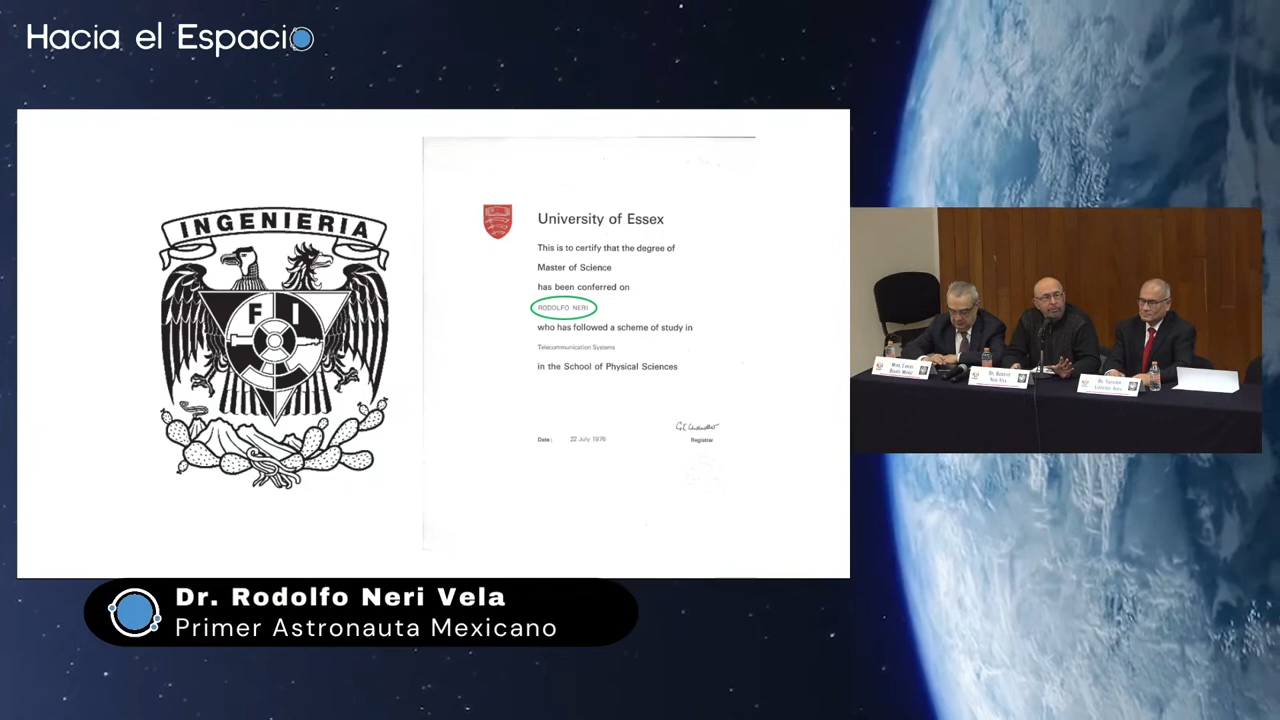 Hacia el Espacio
INGENIERIA
F I
University of Essex
This is to certify that the degree of
Master of Science
has been conferred on
RODOLFO NERI
who has followed a scheme of study in
Telecommunication Systems
in the School of Physical Sciences
Date: 22 July 1976
Registrar
Dr. Rodolfo Neri Vela
Primer Astronauta Mexicano